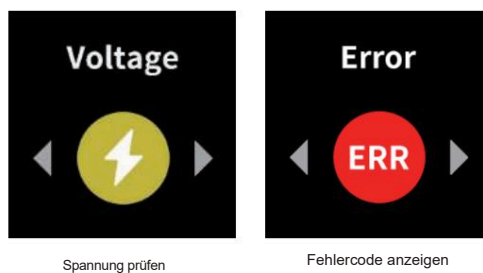 Voltage
Error
ERR
Spannung prüfen
Fehlercode anzeigen